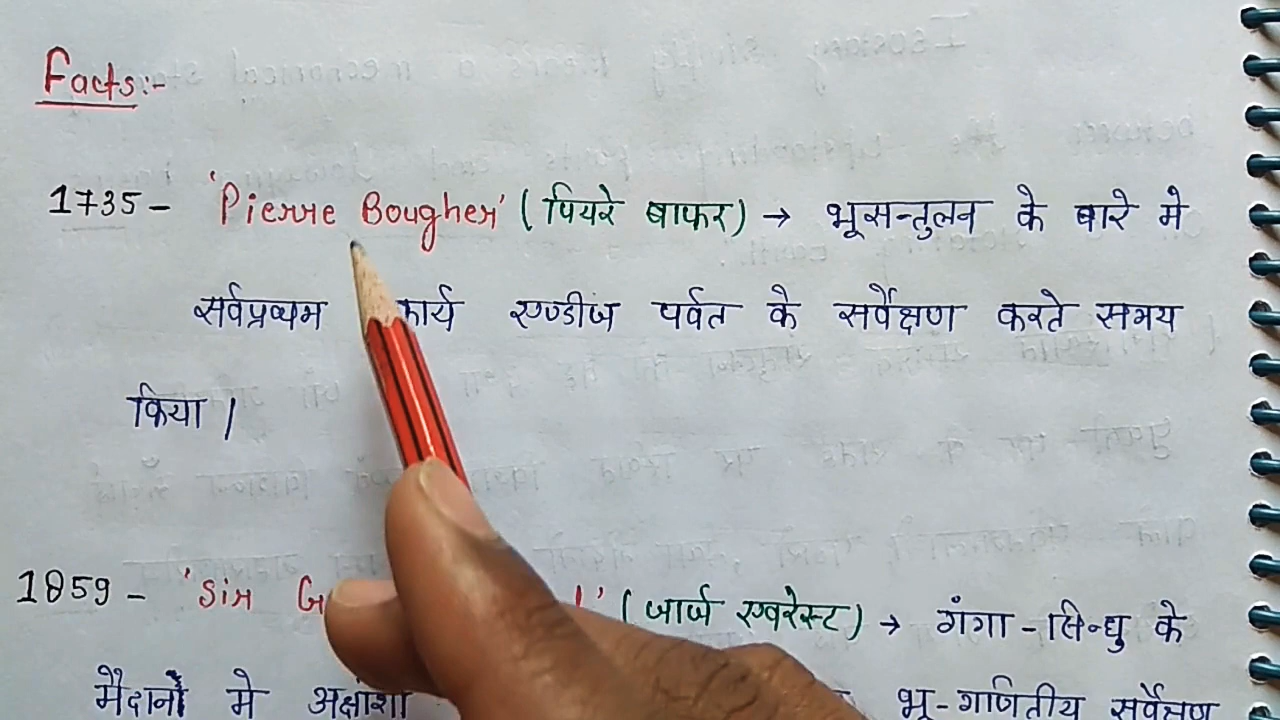 Facts:-
1735 - 'Pierre Bougher' (पियरे बाफर) → भूसन्तुलन के बारे मे
सर्वप्रथम कार्य एण्डीज पर्वत के सर्वेक्षण करते समय
किया |
1859 - 'Sir (जार्ज एवरेस्ट) → गंगा - सिन्धु के
मैदानों मे अक्षांशा भू-गणितीय सर्वेक्षण